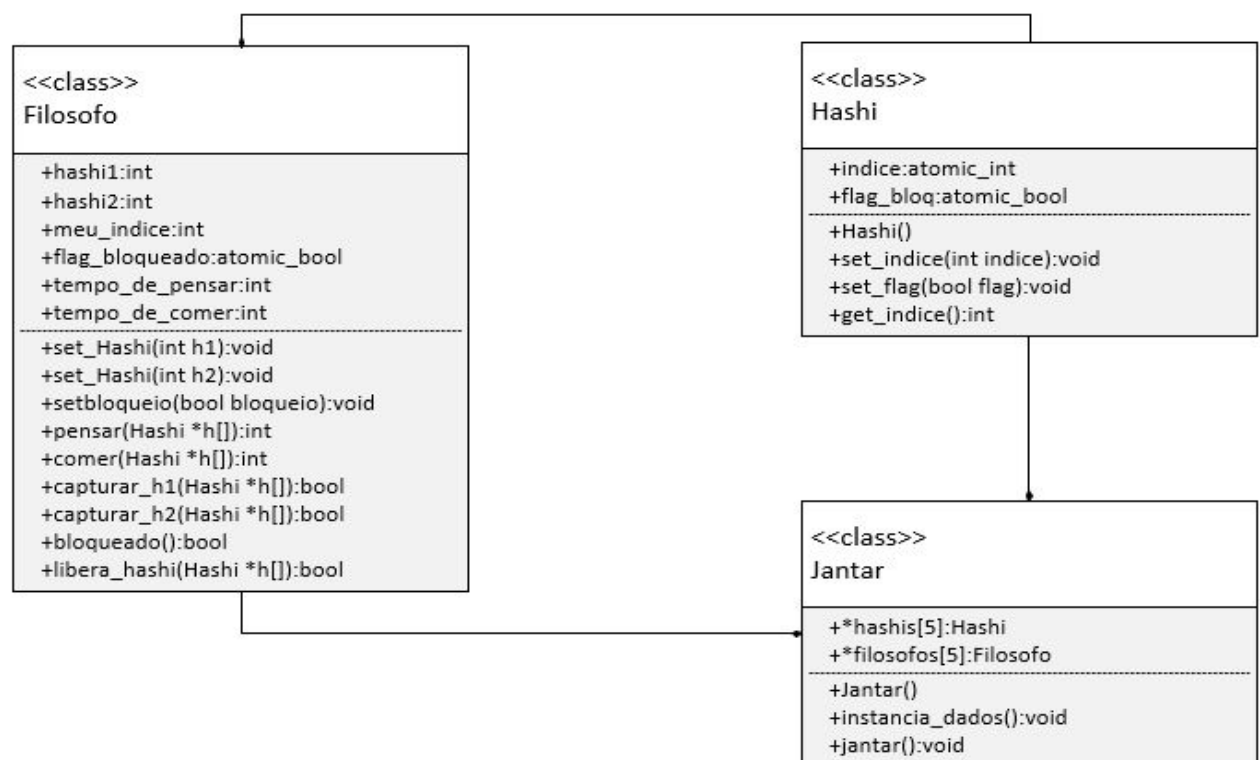 <<class>>
Filosofo
+hashi1:int
+hashi2:int
+meu_indice:int
+flag_bloqueado:atomic_bool
+tempo_de_pensar:int
+tempo_de_comer:int
+set_Hashi(int h1):void
+set_Hashi(int h2):void
+setbloqueio(bool bloqueio):void
+pensar(Hashi *h[]):int
+comer(Hashi *h[]):int
+capturar_h1(Hashi *h[]):bool
+capturar_h2(Hashi *h[]):bool
+bloqueado():bool
+libera_hashi(Hashi *h[]):bool
<<class>>
Hashi
+indice:atomic_int
+flag_bloq:atomic_bool
+Hashi()
+set_indice(int indice):void
+set_flag(bool flag):void
+get_indice():int
<<class>>
Jantar
+*hashis[5]:Hashi
+*filosofos[5]:Filosofo
+Jantar()
+instancia_dados():void
+jantar():void